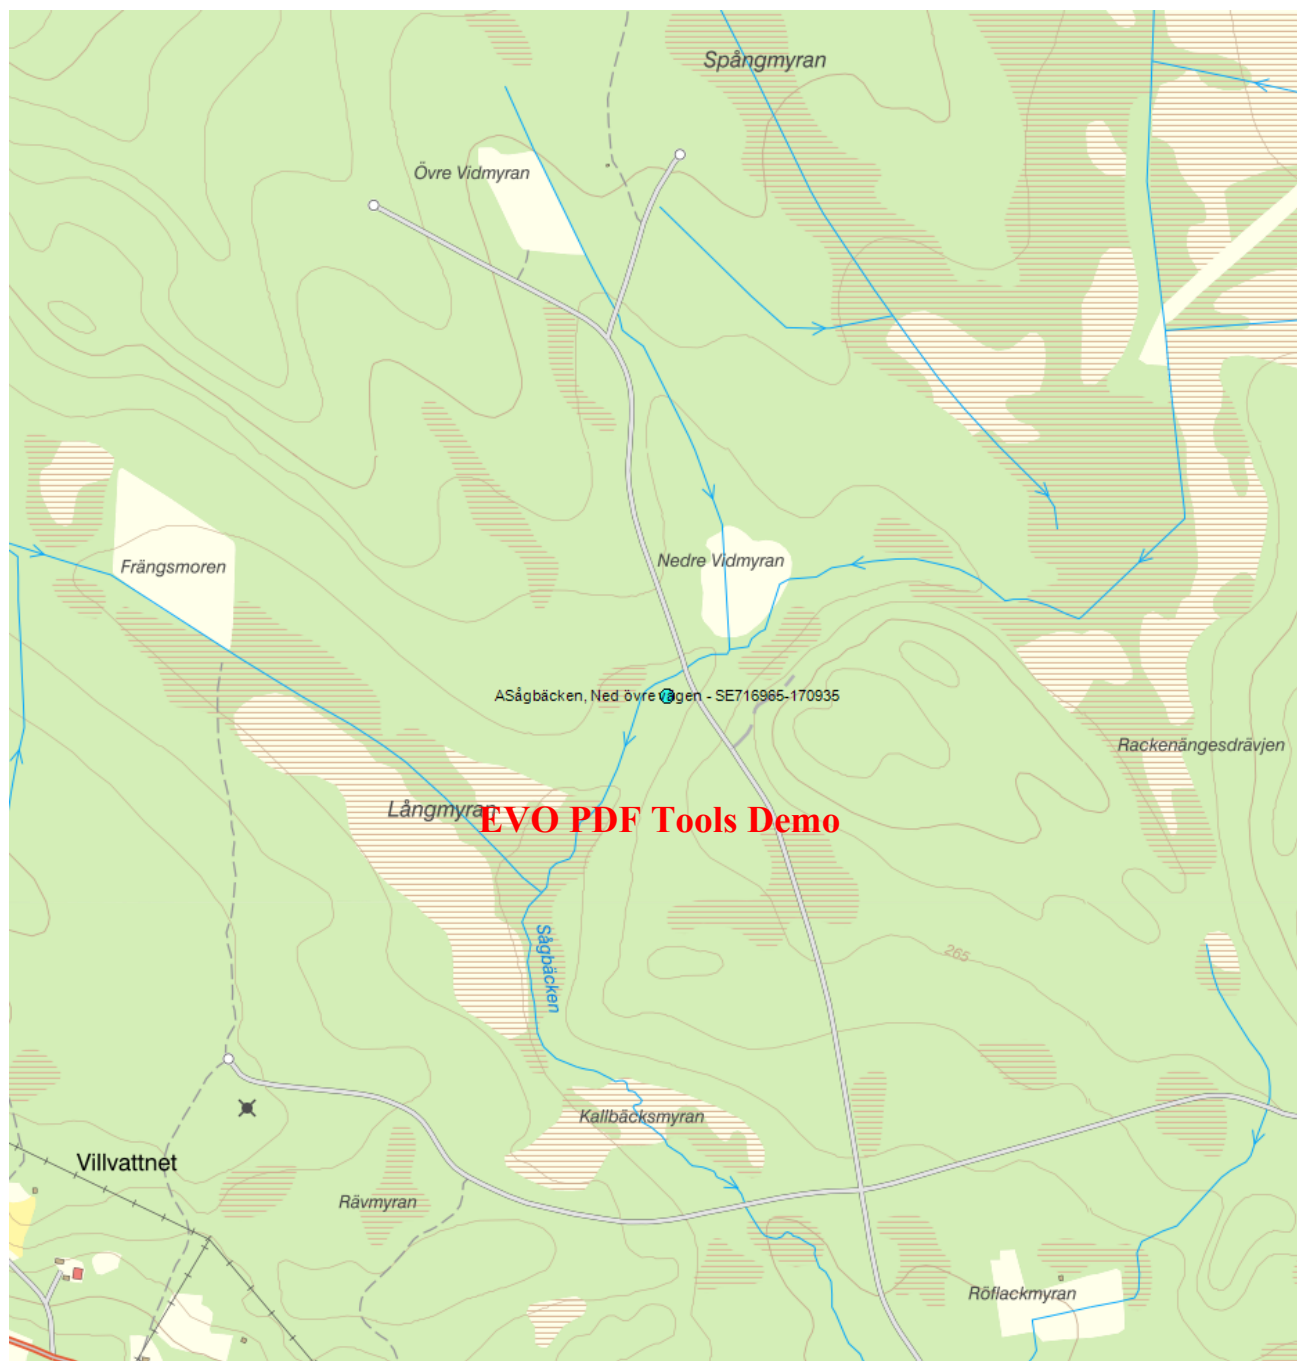 Spångmyran
Övre Vidmyran
Nedre Vidmyran
Frängsmoren
ASågbäcken, Ned övre vägen - SE716965-170935
Rackenängesdrävjen
Långmyran
EVO PDF Tools Demo
Sågbäcken
265
Kallbäcksmyran
Villvattnet
Rävmyran
Röflackmyran